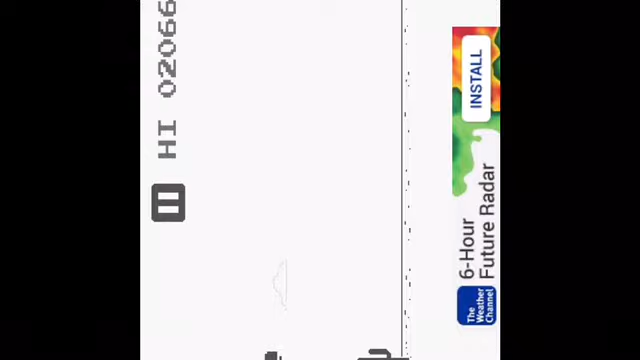 HI 02066
INSTALL
6-Hour
Future Radar
The
Weather
Channel